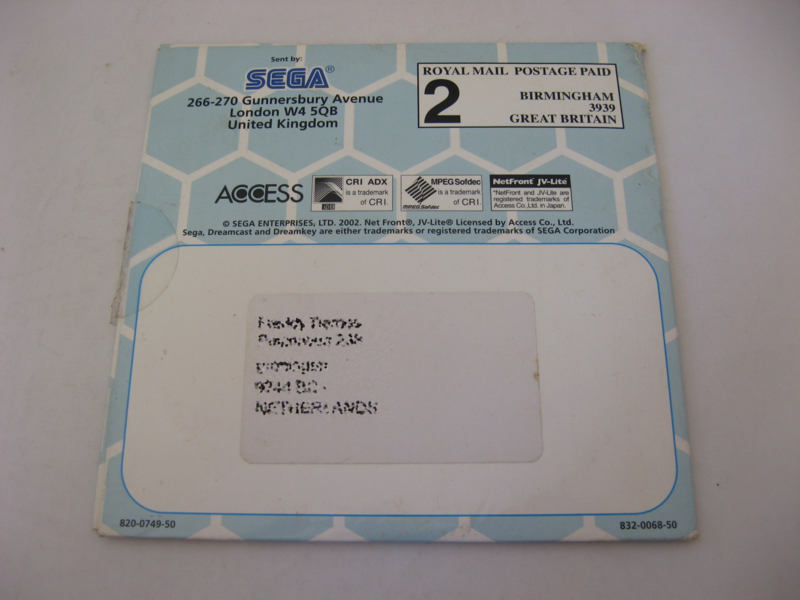 Sent by:
SEGA®
266-270 Gunnersbury Avenue
London W4 5QB
United Kingdom
ROYAL MAIL POSTAGE PAID
2
BIRMINGHAM
3939
GREAT BRITAIN
ACCESS
CRI ADX
is a trademark
of CRI.
MPEG Sofdec
is a trademark
of CRI.
MPEG Sofdec
NetFront JV-Lite
"NetFront and JV-Lite are
registered trademarks of
Access Co., Ltd. in Japan.
© SEGA ENTERPRISES, LTD. 2002. Net Front®, JV-Lite® Licensed by Access Co., Ltd.
Sega, Dreamcast and Dreamkey are either trademarks or registered trademarks of SEGA Corporation
NETHERLANDS
820-0749-50
832-0068-50